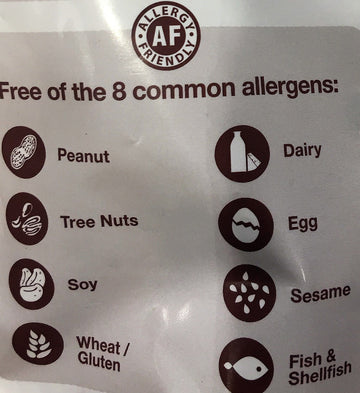 ALLERGY
AF
FRIENDLY
Free of the 8 common allergens:
Peanut
Dairy
Tree Nuts
Egg
Soy
Sesame
Wheat /
Gluten
Fish &
Shellfish